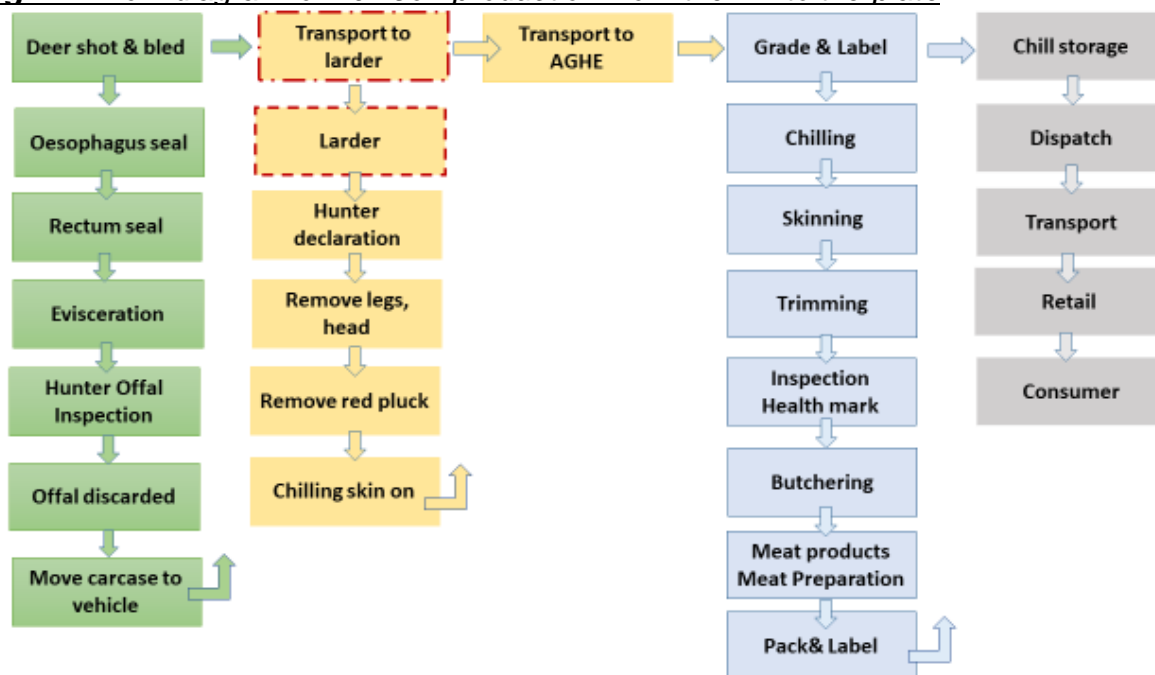 Deer shot & bled
Oesophagus seal
Rectum seal
Evisceration
Hunter Offal
Inspection
Offal discarded
Move carcase to
vehicle
Transport to
larder
Larder
Hunter
declaration
Remove legs,
head
Remove red pluck
Chilling skin on
Transport to
AGHE
Grade & Label
Chilling
Skinning
Trimming
Inspection
Health mark
Butchering
Meat products
Meat Preparation
Pack& Label
Chill storage
Dispatch
Transport
Retail
Consumer